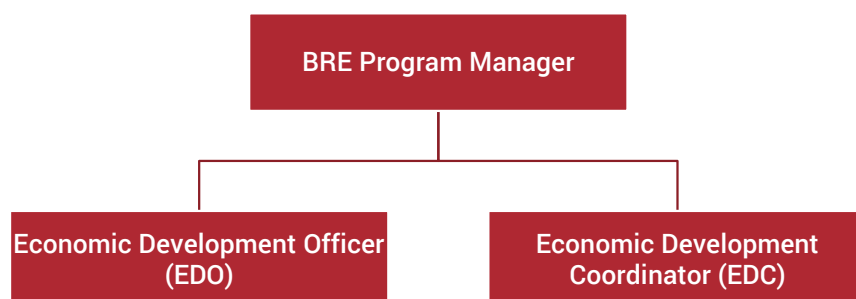 BRE Program Manager
Economic Development Officer
(EDO)
Economic Development
Coordinator (EDC)